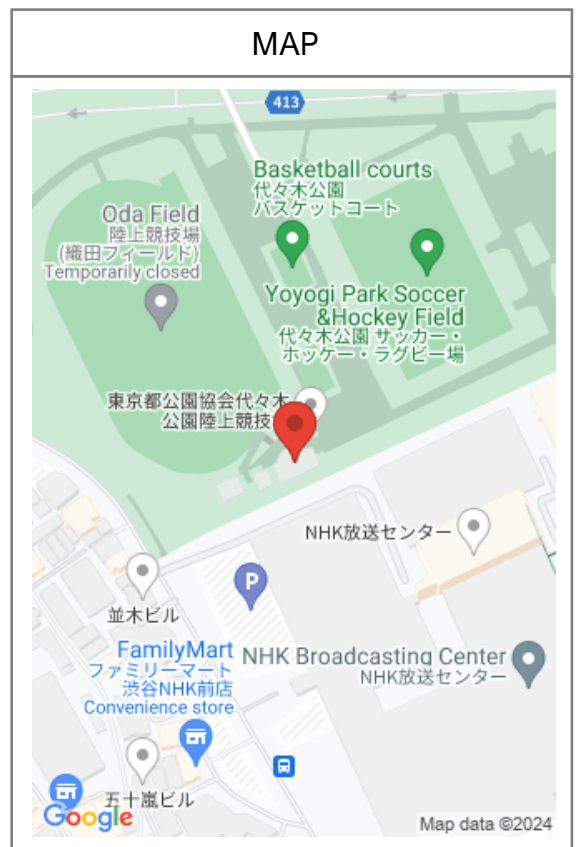 MAP
413
Basketball courts
代々木公園
バスケットコート
Oda Field
陸上競技場
(織田フィールド)
Temporarily closed
Yoyogi Park Soccer
&Hockey Field
代々木公園 サッカー・
ホッケー・ラグビー場
東京都公園協会代々木
公園陸上競技
NHK放送センター
P
並木ビル
FamilyMart
ファミリーマート
渋谷NHK前店
Convenience store
NHK Broadcasting Center
NHK放送センター
五十嵐ビル
Google
Map data ©2024